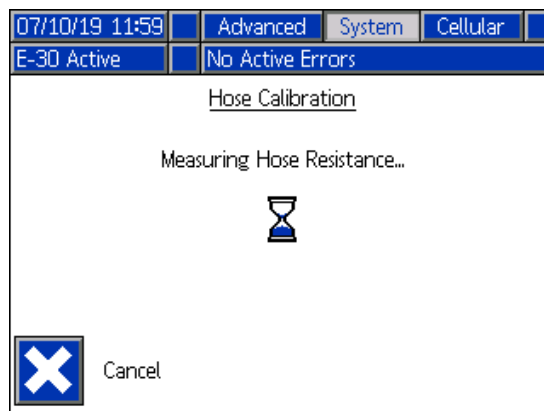 07/10/19 11:59 Advanced System Cellular
E-30 Active No Active Errors
Hose Calibration
Measuring Hose Resistance...
Cancel